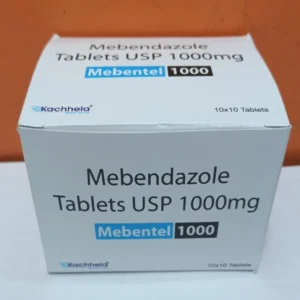 Mebendazole
Tablets USP 1000mg
Mebentel 1000
Kachhela
10x10 Tablets
Mebendazole
Tablets USP 1000mg
Mebentel 1000
Kachhela
10x10 Tablets